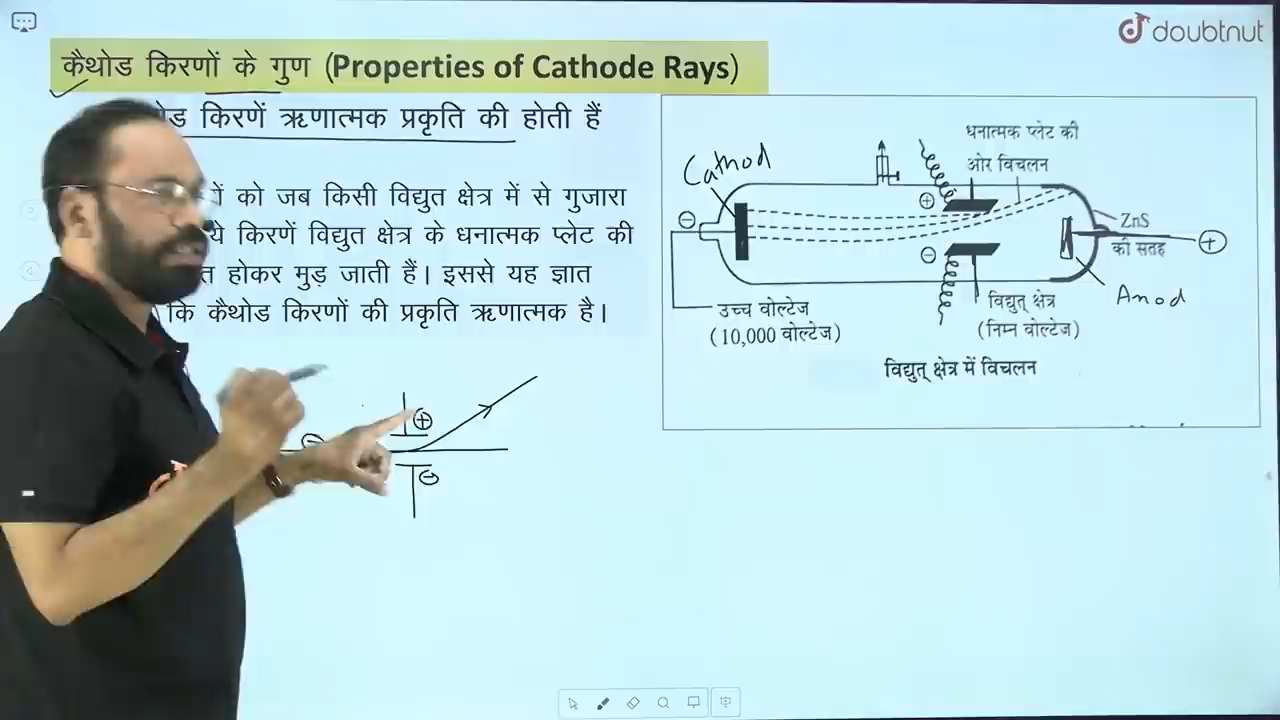 doubtnut
कैथोड किरणों के गुण (Properties of Cathode Rays)
किरणें ऋणात्मक प्रकृति की होती हैं
को जब किसी विद्युत क्षेत्र में से गुजारा
ये किरणें विद्युत क्षेत्र के धनात्मक प्लेट की
होकर मुड़ जाती हैं। इससे यह ज्ञात
कि कैथोड किरणों की प्रकृति ऋणात्मक है।
⊖
⊕
⊖
धनात्मक प्लेट की
ओर विचलन
Cathod
⊖
⊕
⊖
ZnS
की सतह
⊕
Anod
उच्च वोल्टेज
(10,000 वोल्टेज)
विद्युत् क्षेत्र
(निम्न वोल्टेज)
विद्युत् क्षेत्र में विचलन